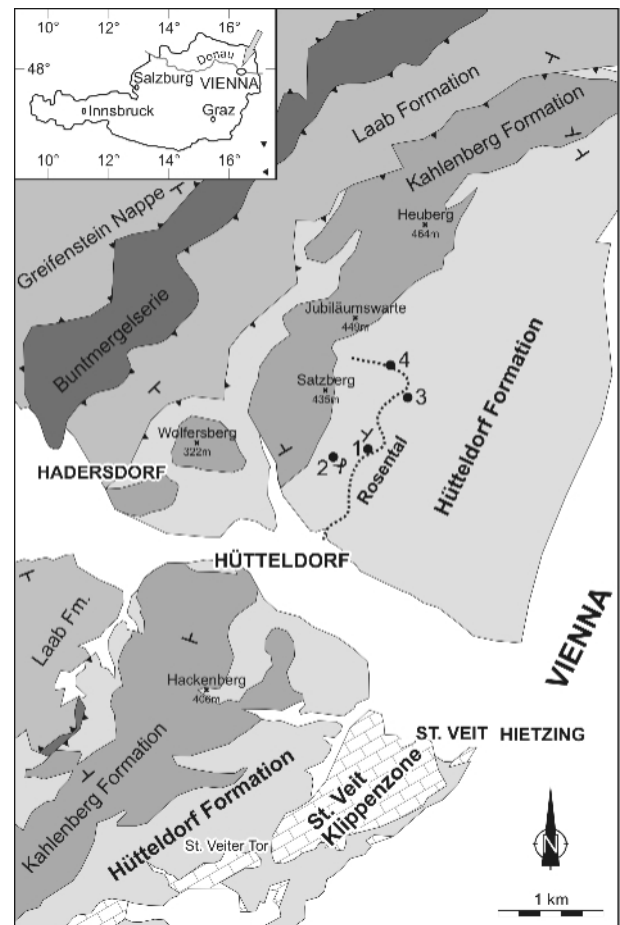 10° 12° 14° 16°
48°
Donau
Salzburg
VIENNA
Innsbruck
Graz
10° 12° 14° 16°
Laab Formation
Kahlenberg Formation
Greifenstein Nappe
Heuberg
464m
Buntmergelserie
Jubiläumswarte
449m
4
Hütteldorf Formation
Salzberg
435m
3
Wolfersberg
322m
1
2
Rosental
HADERSDORF
HÜTTELDORF
Laab Fm.
VIENNA
Hackenberg
406m
ST. VEIT HIETZING
Kahlenberg Formation
Hütteldorf Formation
St. Veit
Klippenzone
St. Veiter Tor
N
1 km